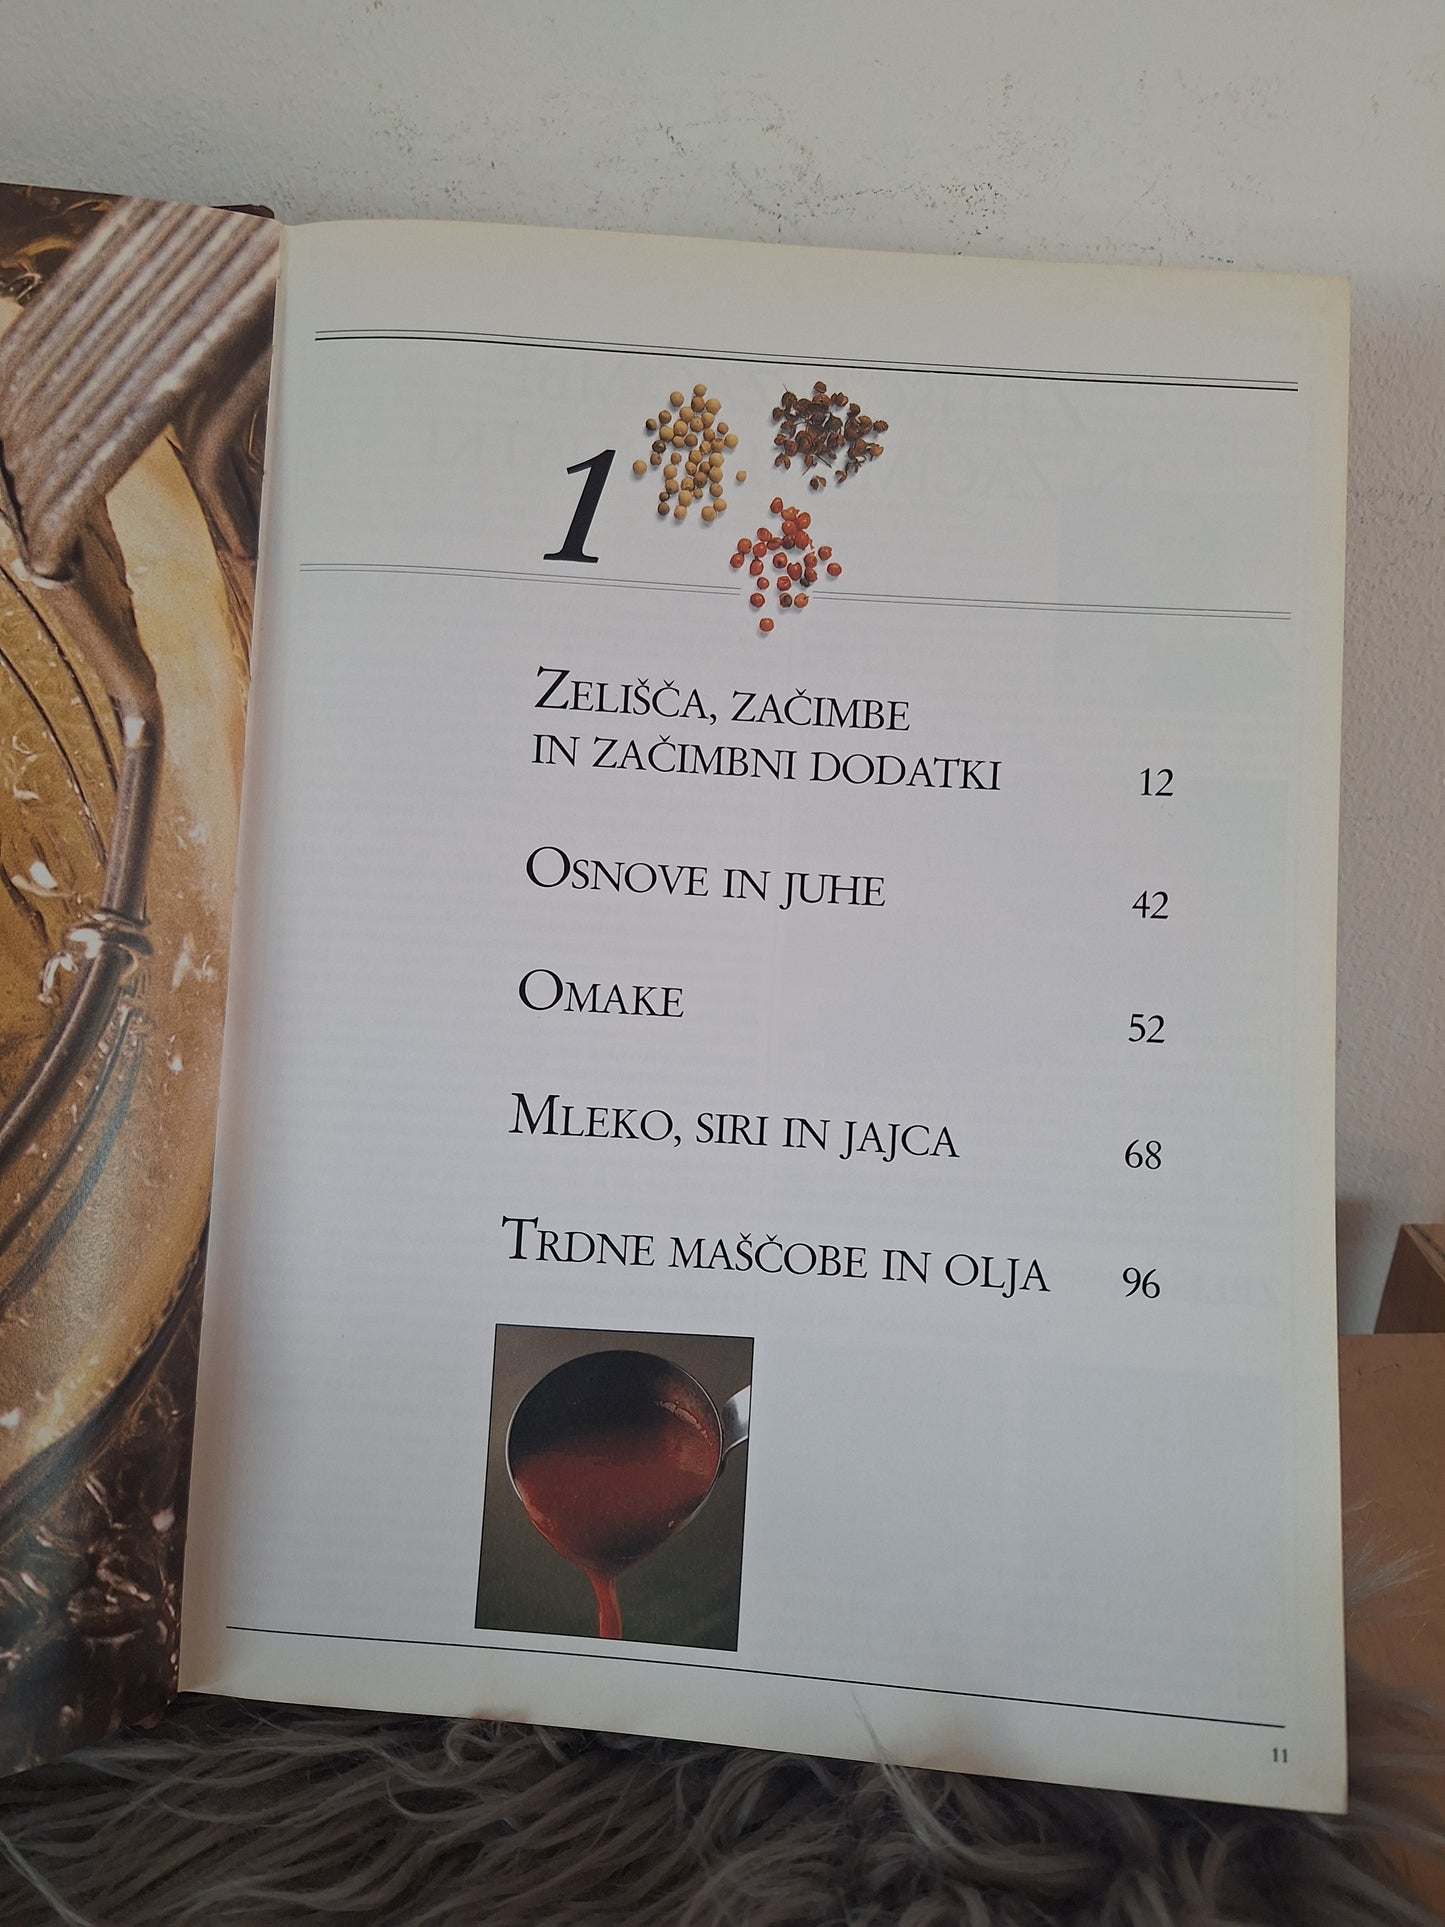 1
ZELIŠČA, ZAČIMBE
IN ZAČIMBNI DODATKI 12
OSNOVE IN JUHE 42
OMAKE 52
MLEKO, SIRI IN JAJCA 68
TRDNE MAŠČOBE IN OLJA 96
11